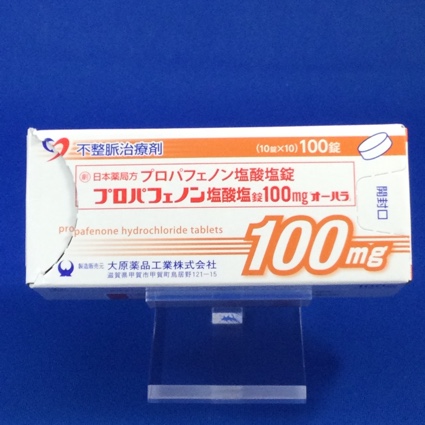 不整脈治療剤
(10錠×10) 100錠
劇 日本薬局方 プロパフェノン塩酸塩錠
プロパフェノン塩酸塩錠100mg「オーハラ」
開封口
propafenone hydrochloride tablets
100mg
製造販売元 大原薬品工業株式会社
滋賀県甲賀市甲賀町鳥居野121-15